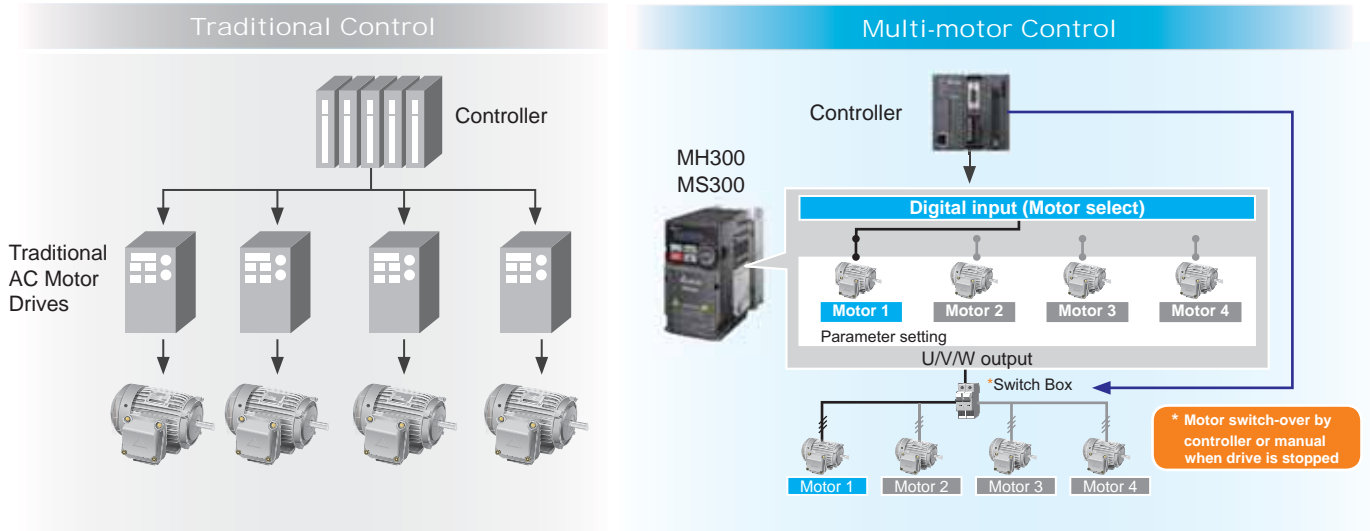 Traditional Control
Controller
Traditional
AC Motor
Drives
Multi-motor Control
Controller
MH300
MS300
Digital input (Motor select)
Motor 1
Motor 2
Motor 3
Motor 4
Parameter setting
U/V/W output
*Switch Box
* Motor switch-over by
controller or manual
when drive is stopped
Motor 1
Motor 2
Motor 3
Motor 4